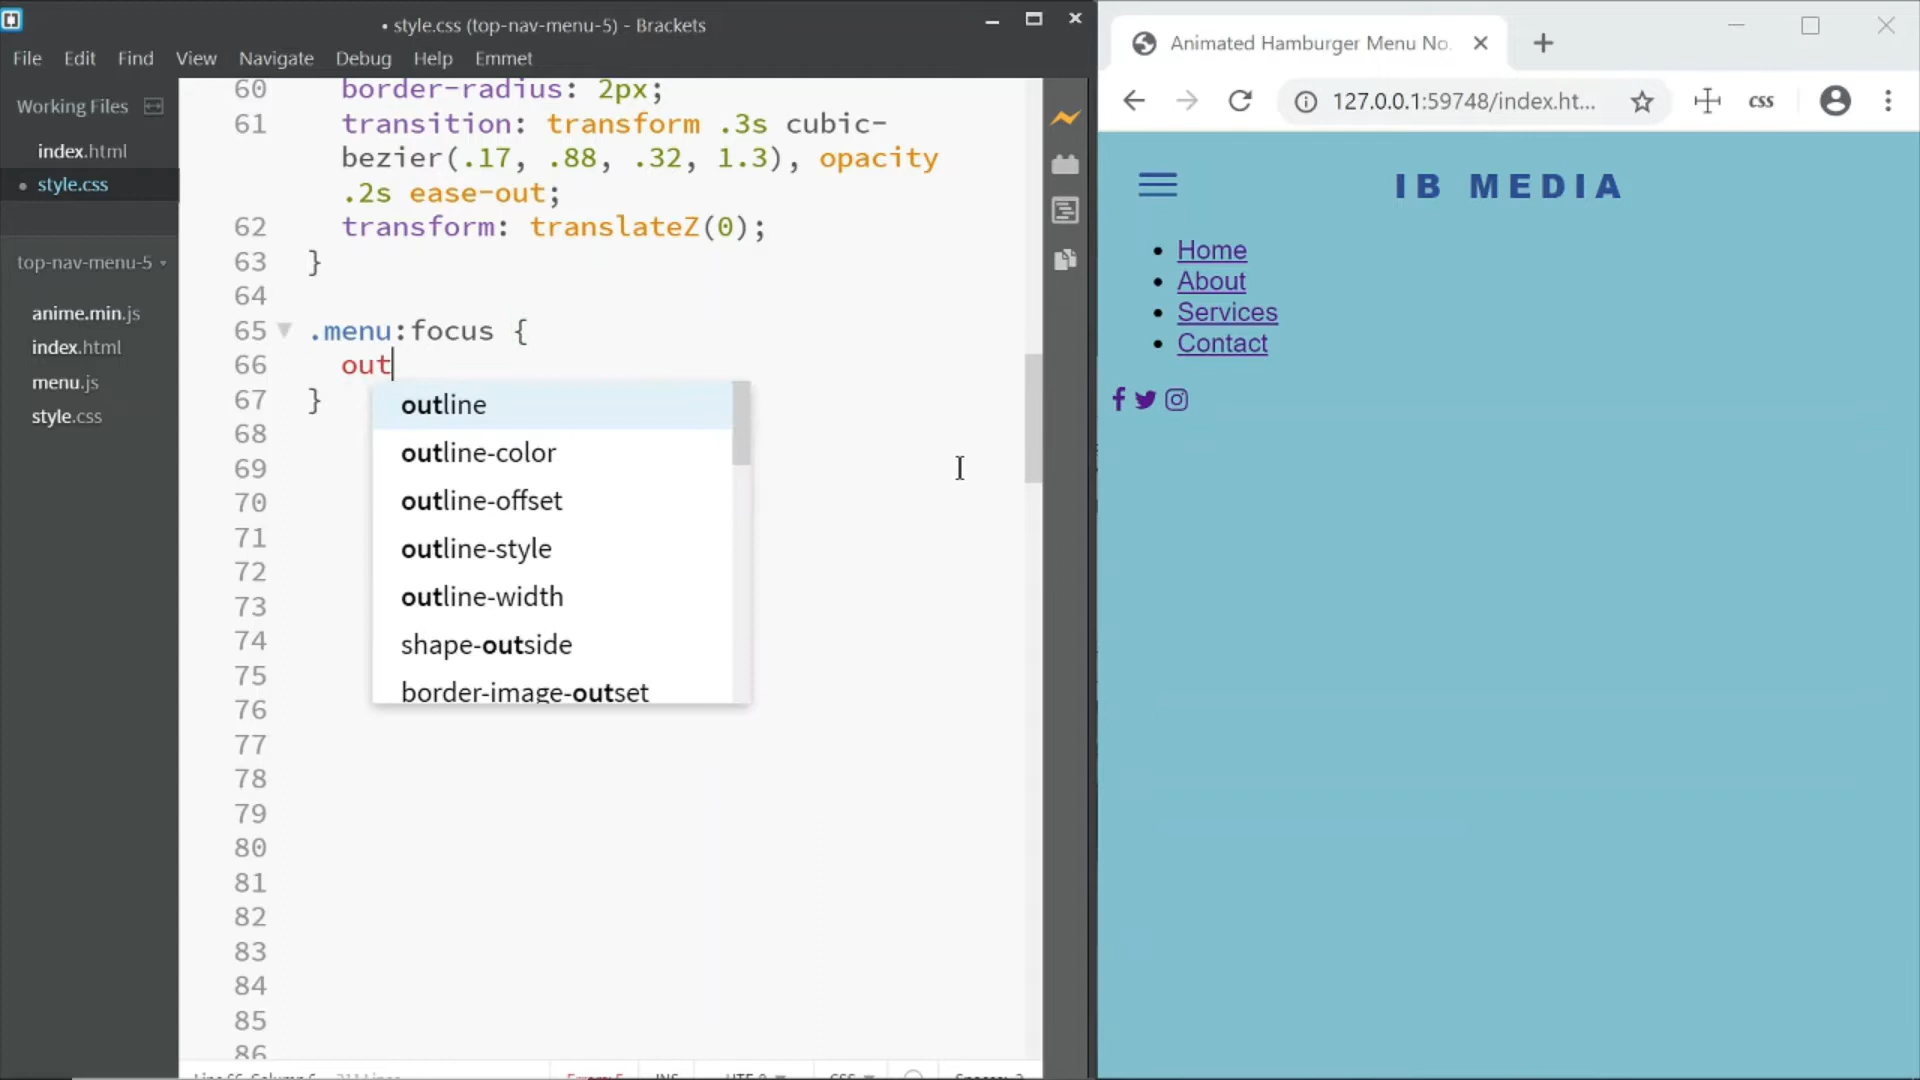 • style.css (top-nav-menu-5) - Brackets
File Edit Find View Navigate Debug Help Emmet
Working Files
index.html
• style.css
top-nav-menu-5
anime.min.js
index.html
menu.js
style.css
60 border-radius: 2px;
61 transition: transform .3s cubic-
bezier(.17, .88, .32, 1.3), opacity
.2s ease-out;
62 transform: translateZ(0);
63 }
64
65 .menu:focus {
66 out
67 }
68
69
70
71
72
73
74
75
76
77
78
79
80
81
82
83
84
85
86
outline
outline-color
outline-offset
outline-style
outline-width
shape-outside
border-image-outset
Animated Hamburger Menu No
127.0.0.1:59748/index.ht...
css
IB MEDIA
• Home
• About
• Services
• Contact